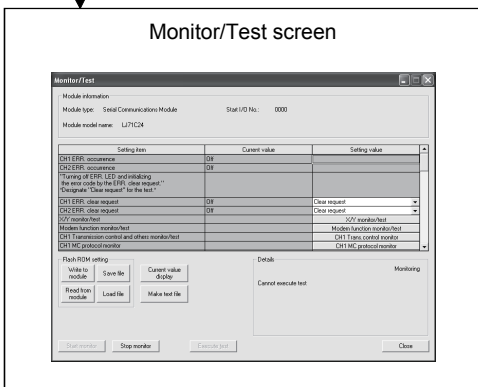 Monitor/Test screen
Monitor/Test
Module information
Module type: Serial Communications Module Start I/O No.: 0000
Module model name: LJ71C24
Setting item Current value Setting value
CH1 ERR. occurrence Off
CH2 ERR. occurrence Off
"Turning off ERR. LED and initializing
the error code by the ERR. clear request."
*Designate "Clear request" for the test.*
CH1 ERR. clear request Off Clear request
CH2 ERR. clear request Off Clear request
X/Y monitor/test X/Y monitor/test
Modem function monitor/test Modem function monitor/test
CH1 Transmission control and others monitor/test CH1 Trans. control monitor
CH1 MC protocol monitor CH1 MC protocol monitor
Flash ROM setting
Write to
module
Save file
Current value
display
Read from
module
Load file
Make text file
Details
Monitoring
Cannot execute test
Start monitor Stop monitor Execute test Close